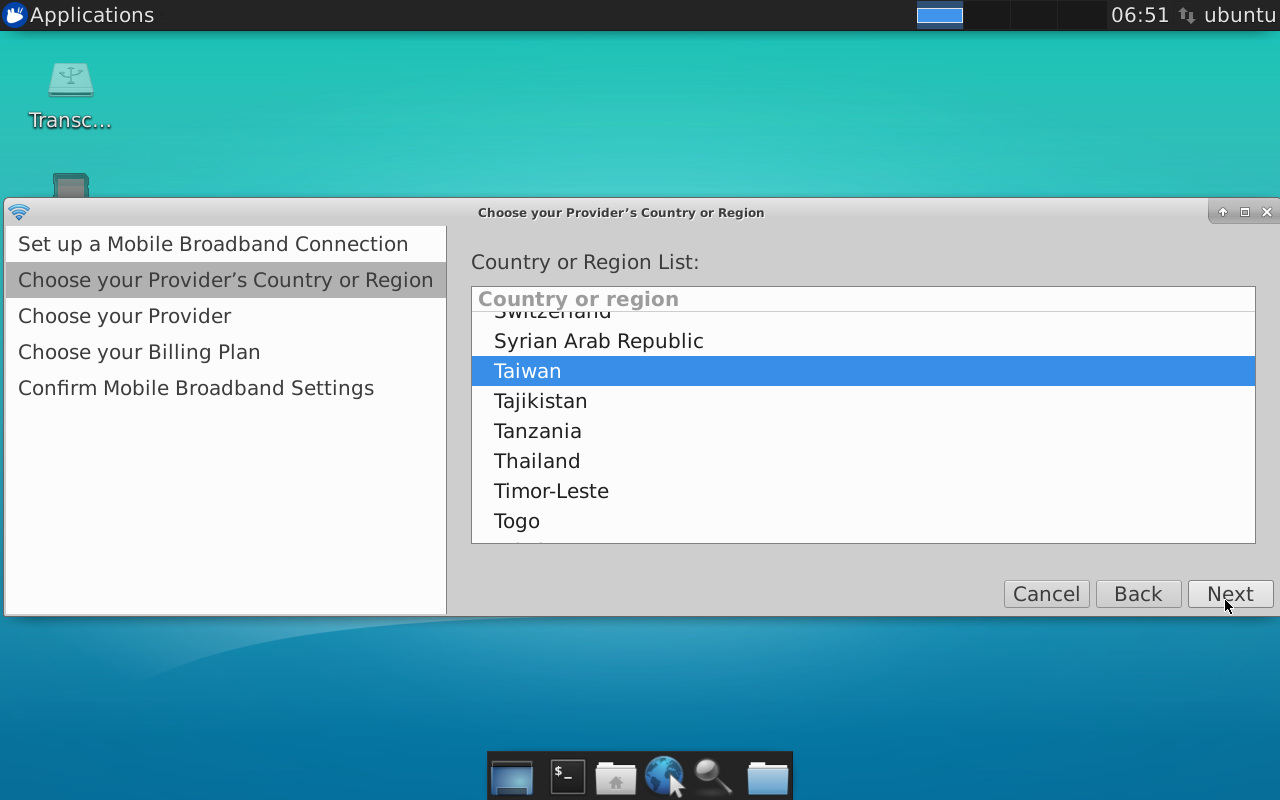 Applications
06:51
ubuntu
Transc...
Choose your Provider’s Country or Region
Set up a Mobile Broadband Connection
Choose your Provider’s Country or Region
Choose your Provider
Choose your Billing Plan
Confirm Mobile Broadband Settings
Country or Region List:
Country or region
Switzerland
Syrian Arab Republic
Taiwan
Tajikistan
Tanzania
Thailand
Timor-Leste
Togo
Cancel
Back
Next
$_